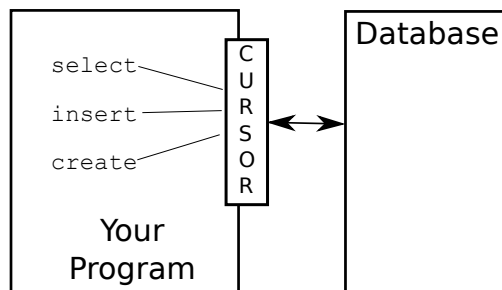 select
insert
create
Your
Program
C
U
R
S
O
R
Database